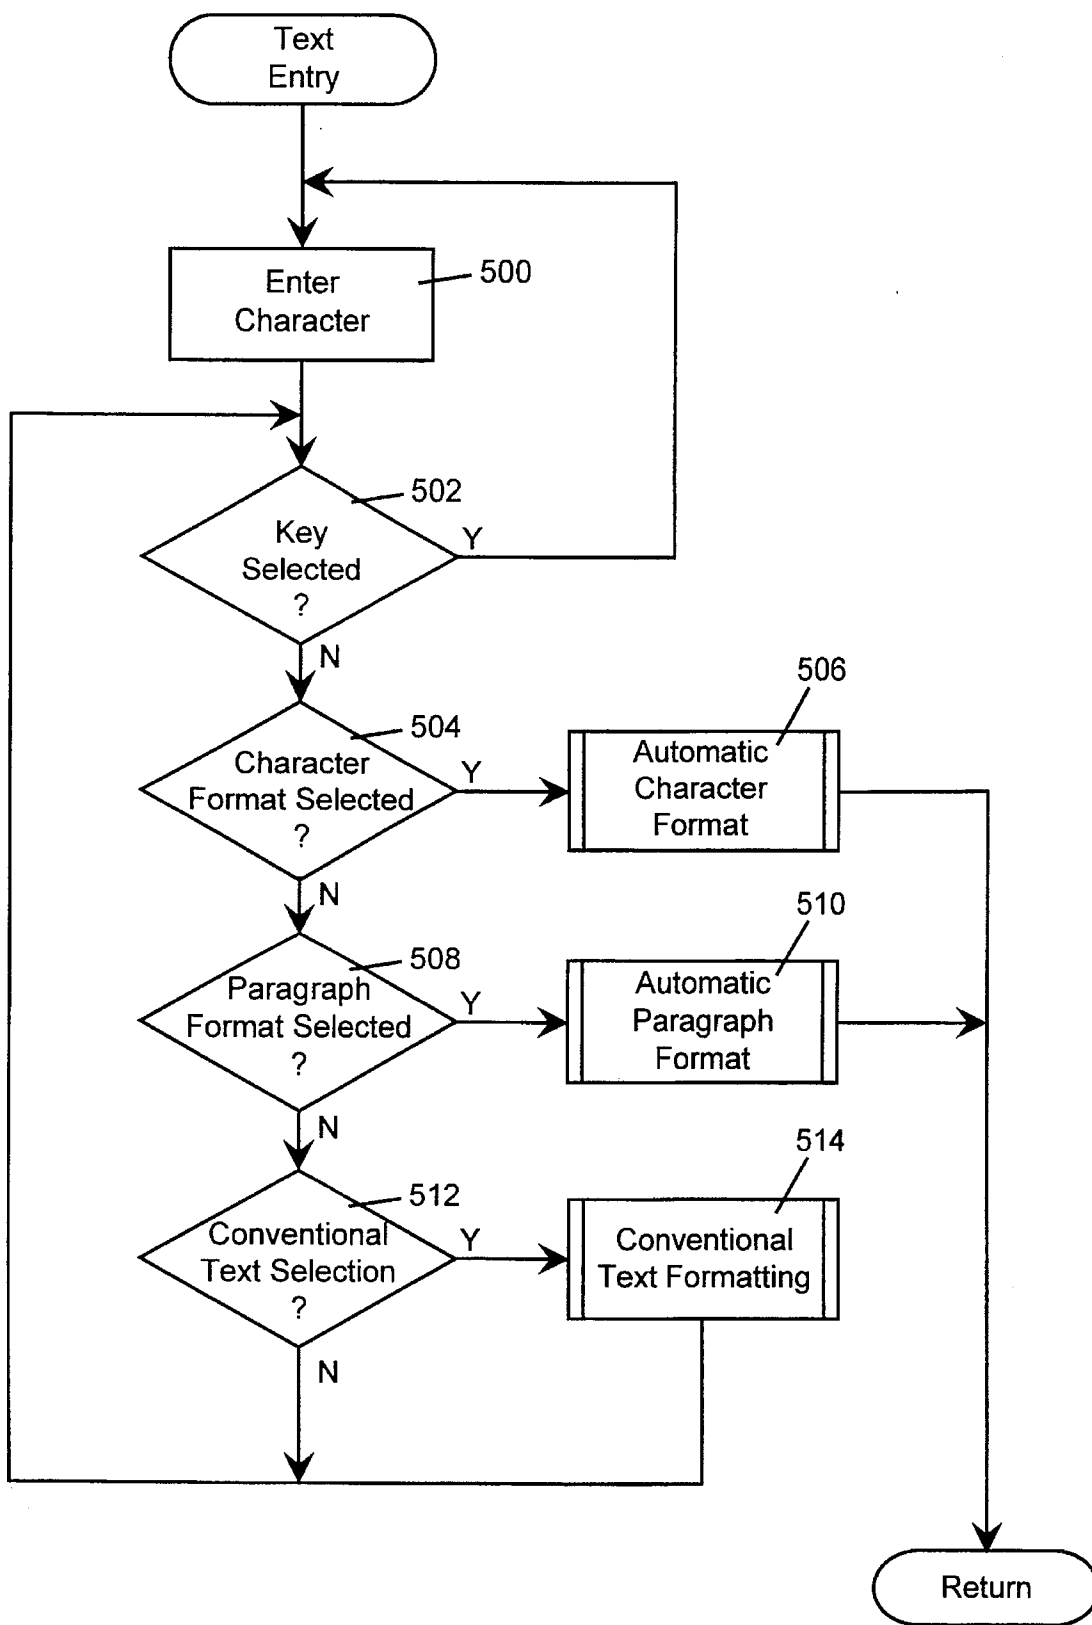 Text
Entry
Enter
Character
500
502
Key
Selected
?
Y
N
504
Character
Format Selected
?
Y
N
506
Automatic
Character
Format
508
Paragraph
Format Selected
?
Y
N
510
Automatic
Paragraph
Format
512
Conventional
Text Selection
?
Y
N
514
Conventional
Text Formatting
Return